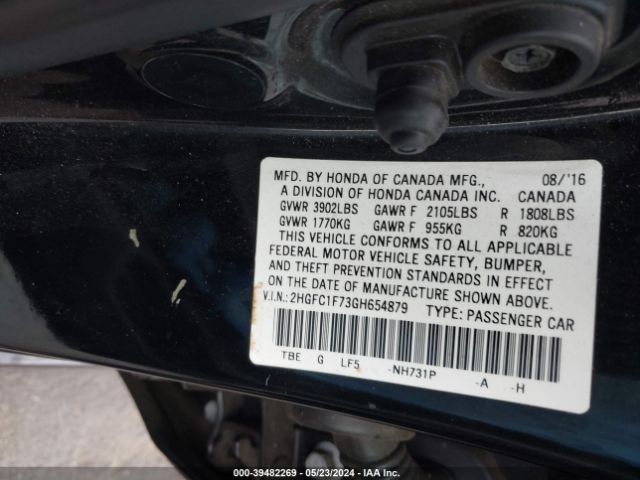 MFD. BY HONDA OF CANADA MFG., 08/'16
A DIVISION OF HONDA CANADA INC. CANADA
GVWR 3902LBS GAWR F 2105LBS R 1808LBS
GVWR 1770KG GAWR F 955KG R 820KG
THIS VEHICLE CONFORMS TO ALL APPLICABLE
FEDERAL MOTOR VEHICLE SAFETY, BUMPER,
AND THEFT PREVENTION STANDARDS IN EFFECT
ON THE DATE OF MANUFACTURE SHOWN ABOVE.
V.I.N.:2HGFC1F73GH654879 TYPE: PASSENGER CAR
TBE G LF5 -NH731P -A -H
000-39482269 - 05/23/2024 - IAA Inc.